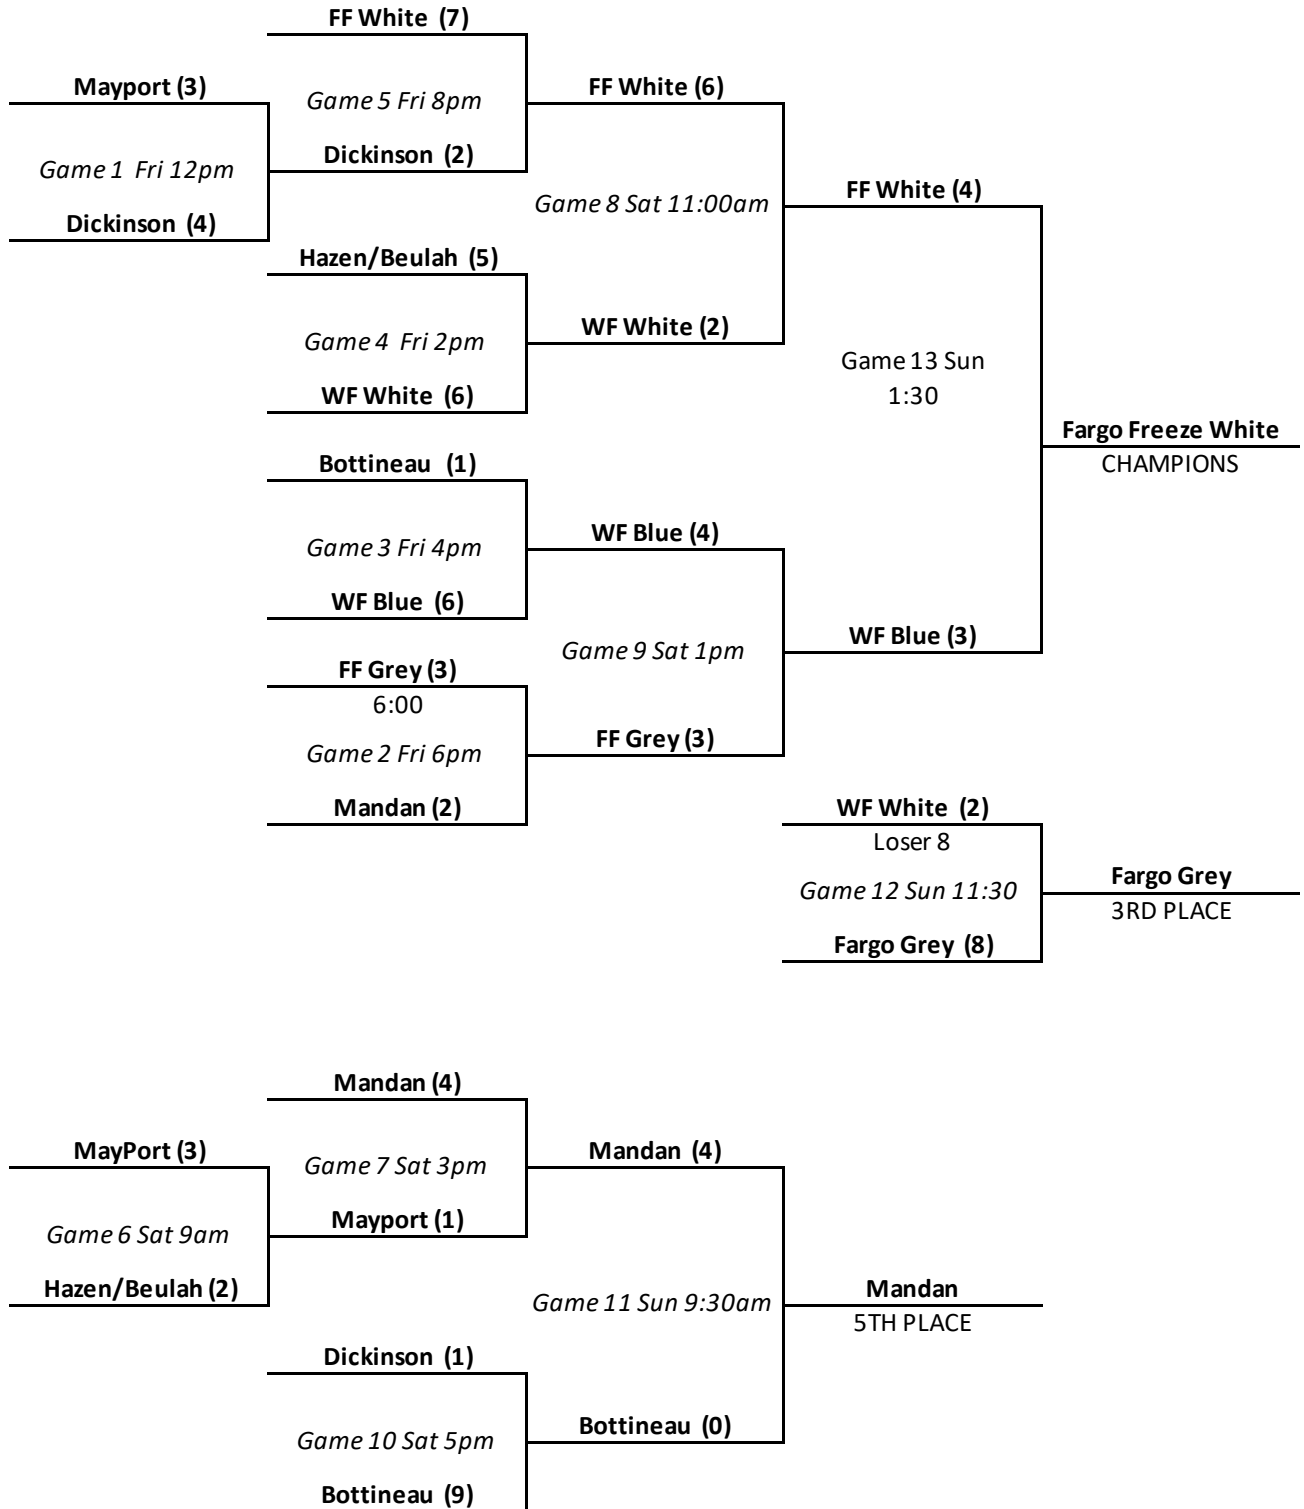 FF White (7)
Mayport (3)
Game 5 Fri 8pm
FF White (6)
Game 1 Fri 12pm
Dickinson (2)
Game 8 Sat 11:00am
FF White (4)
Dickinson (4)
Hazen/Beulah (5)
Game 4 Fri 2pm
WF White (2)
Game 13 Sun
1:30
WF White (6)
Fargo Freeze White
CHAMPIONS
Bottineau (1)
Game 3 Fri 4pm
WF Blue (4)
WF Blue (6)
Game 9 Sat 1pm
WF Blue (3)
FF Grey (3)
6:00
Game 2 Fri 6pm
FF Grey (3)
Mandan (2)
WF White (2)
Loser 8
Game 12 Sun 11:30
Fargo Grey
3RD PLACE
Fargo Grey (8)
Mandan (4)
MayPort (3)
Game 7 Sat 3pm
Mandan (4)
Game 6 Sat 9am
Mayport (1)
Hazen/Beulah (2)
Game 11 Sun 9:30am
Mandan
5TH PLACE
Dickinson (1)
Game 10 Sat 5pm
Bottineau (0)
Bottineau (9)